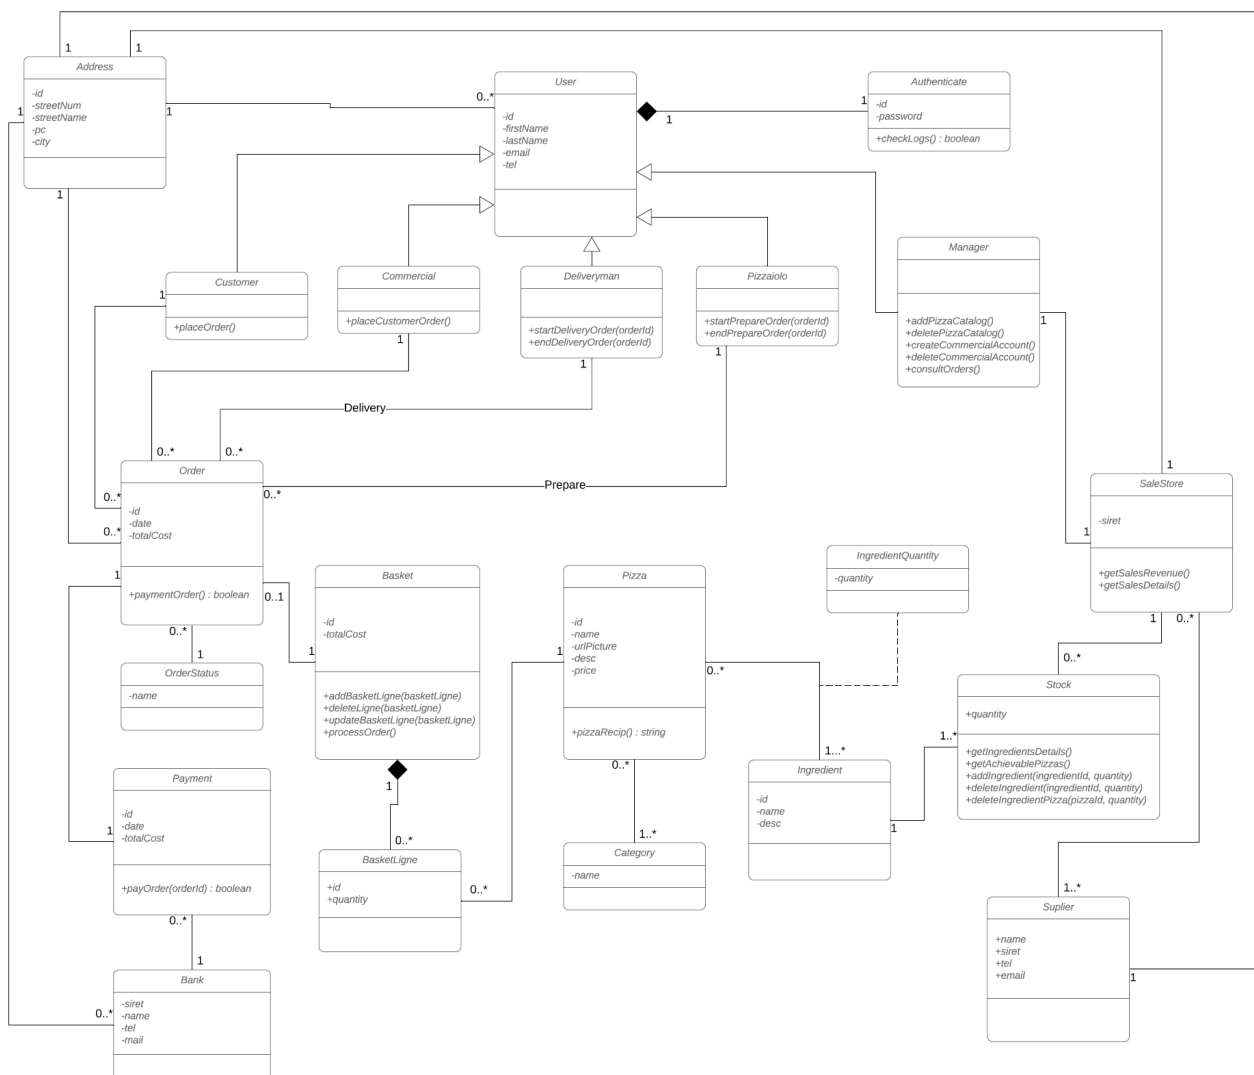 1
1
Address
-id
-streetNum
-streetName
-pc
-city
1
1
1
0..*
User
-id
-firstName
-lastName
-email
-tel
1
1
Authenticate
-id
-password
+checkLogs() : boolean
Customer
+placeOrder()
1
Commercial
+placeCustomerOrder()
1
Deliveryman
+startDeliveryOrder(orderId)
+endDeliveryOrder(orderId)
1
Pizzaiolo
+startPrepareOrder(orderId)
+endPrepareOrder(orderId)
1
Manager
+addPizzaCatalog()
+deletePizzaCatalog()
+createCommercialAccount()
+deleteCommercialAccount()
+consultOrders()
1
Delivery
0..*
0..*
Prepare
0..*
0..*
0..*
Order
-id
-date
-totalCost
+paymentOrder() : boolean
1
0..1
0..*
1
OrderStatus
-name
1
Basket
-id
-totalCost
+addBasketLigne(basketLigne)
+deleteLigne(basketLigne)
+updateBasketLigne(basketLigne)
+processOrder()
1
0..*
1
Pizza
-id
-name
-urlPicture
-desc
-price
+pizzaRecip() : string
0..*
0..*
IngredientQuantity
-quantity
1
1
SaleStore
-siret
+getSalesRevenue()
+getSalesDetails()
1
0..*
0..*
Stock
+quantity
+getIngredientsDetails()
+getAchievablePizzas()
+addIngredient(ingredientId, quantity)
+deleteIngredient(ingredientId, quantity)
+deleteIngredientPizza(pizzaId, quantity)
1..*
1...*
Ingredient
-id
-name
-desc
1
1..*
Category
-name
BasketLigne
+id
+quantity
0..*
Payment
-id
-date
-totalCost
+payOrder(orderId) : boolean
1
0..*
1
Bank
-siret
-name
-tel
-mail
0..*
1..*
Suplier
+name
+siret
+tel
+email
1